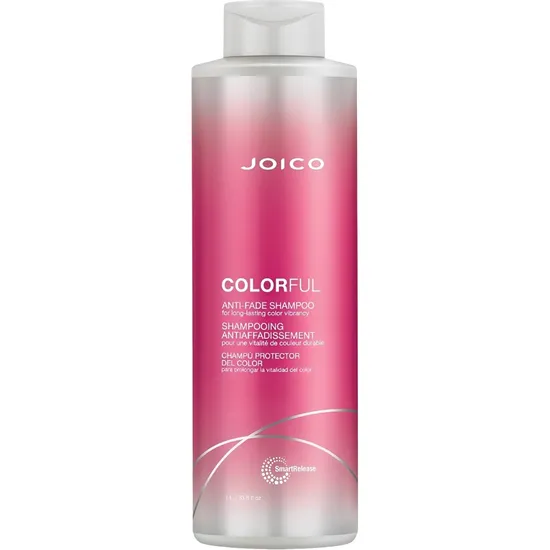 JOICO
COLORFUL
ANTI-FADE SHAMPOO
for long-lasting color vibrancy
SHAMPOOING
ANTIAFFADISSEMENT
pour une vitalité de couleur durable
CHAMPÚ PROTECTOR
DEL COLOR
para prolongar la vitalidad del color
SmartRelease